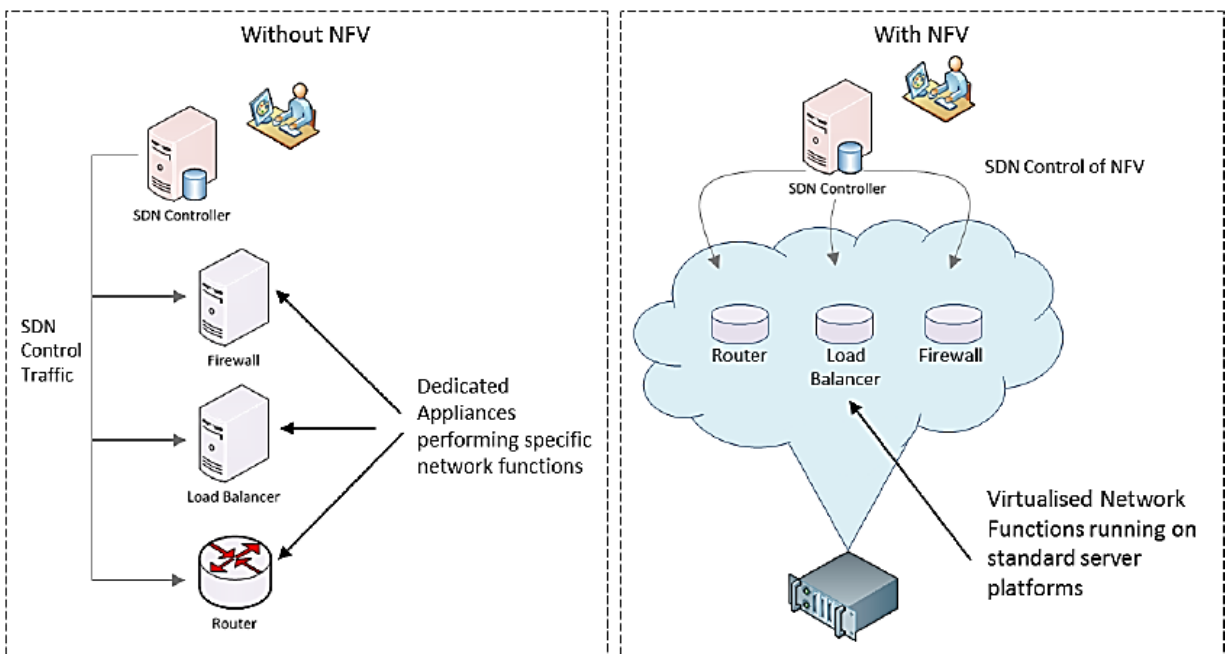 Without NFV
SDN Controller
SDN
Control
Traffic
Firewall
Load Balancer
Router
Dedicated
Appliances
performing specific
network functions
With NFV
SDN Controller
SDN Control of NFV
Router
Load
Balancer
Firewall
Virtualised Network
Functions running on
standard server
platforms